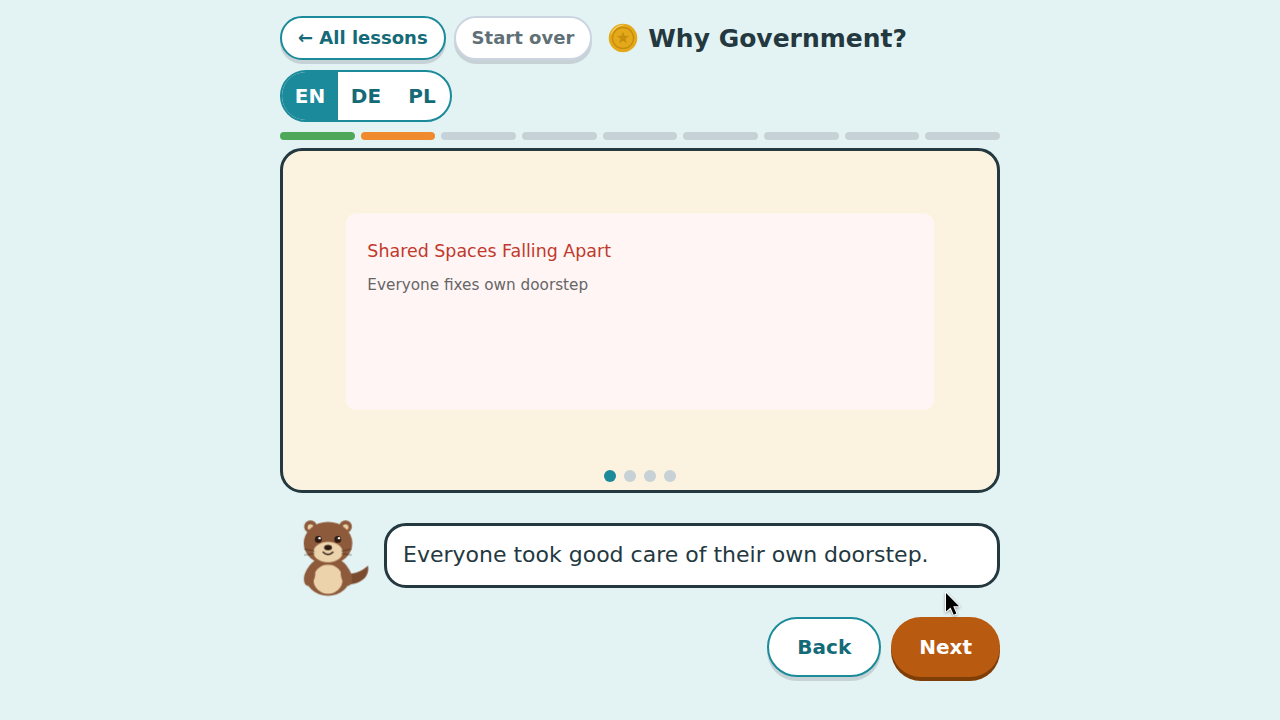 ← All lessons
Start over
Why Government?
EN
DE
PL
Shared Spaces Falling Apart
Everyone fixes own doorstep
Everyone took good care of their own doorstep.
Back
Next